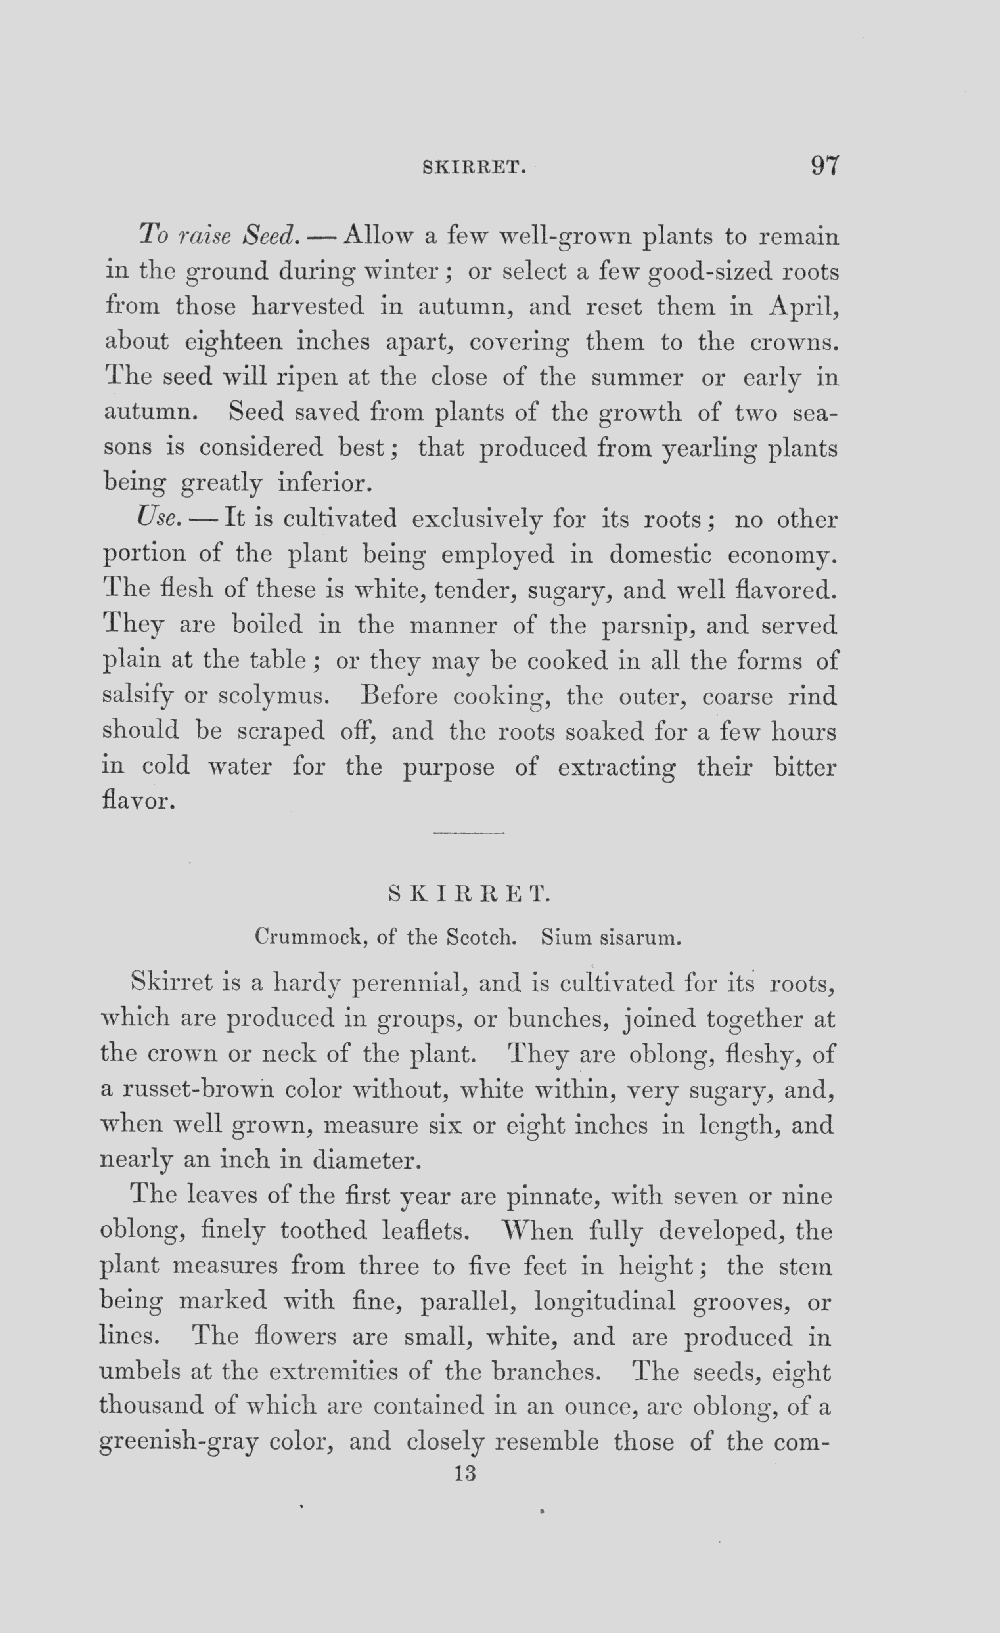 SKIRRET. 97
To raise Seed. — Allow a few well-grown plants to remain
in the ground during winter; or select a few good-sized roots
from those harvested in autumn, and reset them in April,
about eighteen inches apart, covering them to the crowns.
The seed will ripen at the close of the summer or early in
autumn. Seed saved from plants of the growth of two sea-
sons is considered best; that produced from yearling plants
being greatly inferior.
Use. — It is cultivated exclusively for its roots; no other
portion of the plant being employed in domestic economy.
The flesh of these is white, tender, sugary, and well flavored.
They are boiled in the manner of the parsnip, and served
plain at the table; or they may be cooked in all the forms of
salsify or scolymus. Before cooking, the outer, coarse rind
should be scraped off, and the roots soaked for a few hours
in cold water for the purpose of extracting their bitter
flavor.
SKIRRET.
Crummock, of the Scotch. Sium sisarum.
Skirret is a hardy perennial, and is cultivated for its roots,
which are produced in groups, or bunches, joined together at
the crown or neck of the plant. They are oblong, fleshy, of
a russet-brown color without, white within, very sugary, and,
when well grown, measure six or eight inches in length, and
nearly an inch in diameter.
The leaves of the first year are pinnate, with seven or nine
oblong, finely toothed leaflets. When fully developed, the
plant measures from three to five feet in height; the stem
being marked with fine, parallel, longitudinal grooves, or
lines. The flowers are small, white, and are produced in
umbels at the extremities of the branches. The seeds, eight
thousand of which are contained in an ounce, are oblong, of a
greenish-gray color, and closely resemble those of the com-
13